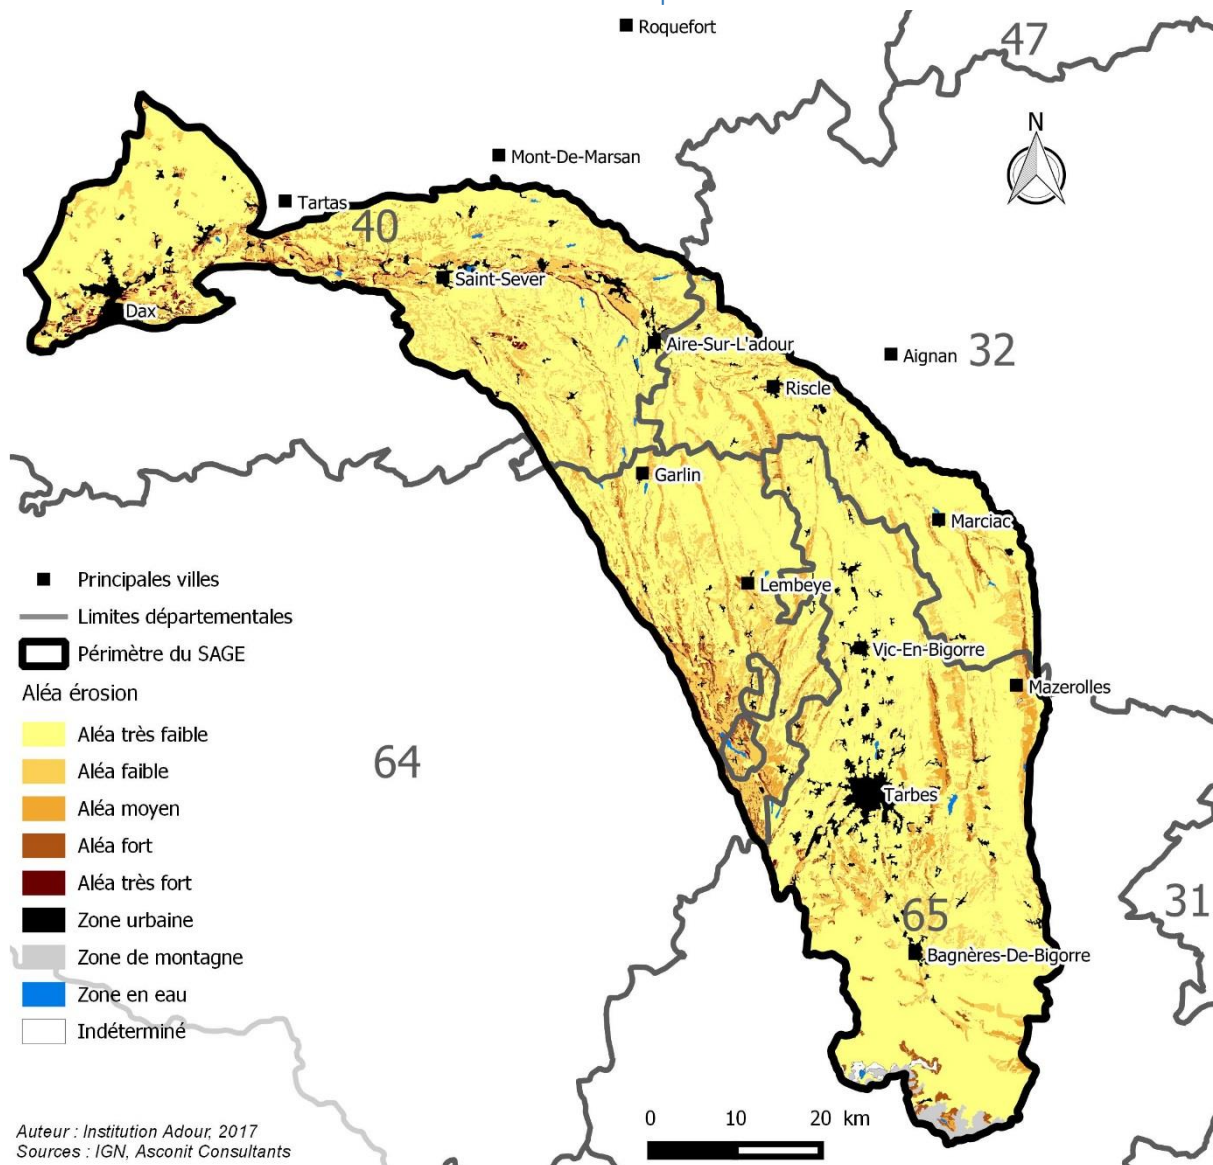 Roquefort
47
N
Mont-De-Marsan
Tartas
40
Saint-Sever
Dax
Aire-Sur-L'adour
Aignan
32
Riscle
Garlin
Marciac
Lembeye
Vic-En-Bigorre
Mazerolles
64
Tarbes
65
31
Bagnères-De-Bigorre
Principales villes
Limites départementales
Périmètre du SAGE
Aléa érosion
Aléa très faible
Aléa faible
Aléa moyen
Aléa fort
Aléa très fort
Zone urbaine
Zone de montagne
Zone en eau
Indéterminé
0 10 20 km
Auteur : Institution Adour, 2017
Sources : IGN, Asconit Consultants